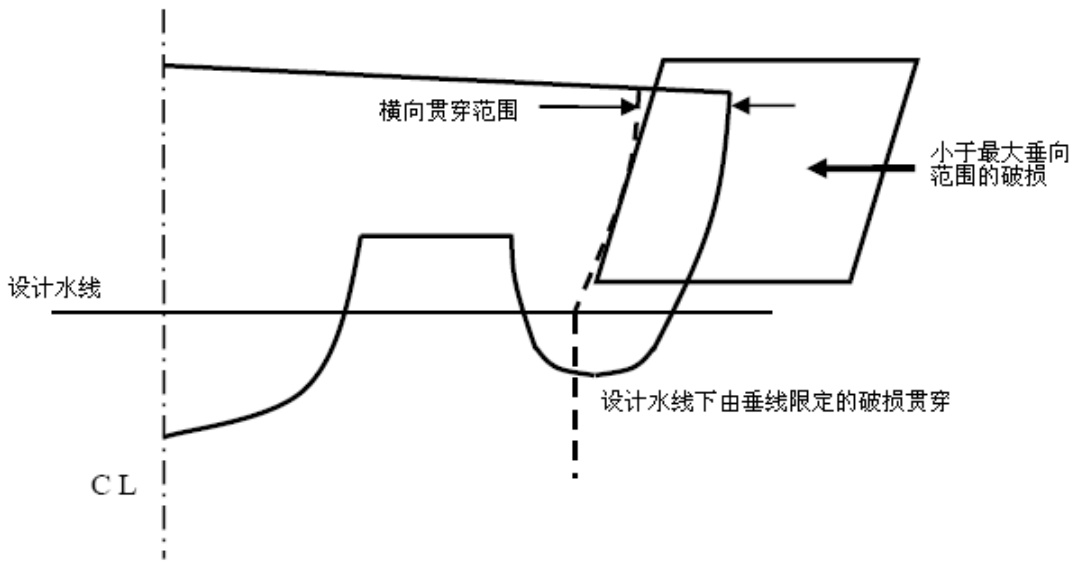 横向贯穿范围
小于最大垂向
范围的破损
设计水线
设计水线下由垂线限定的破损贯穿
CL